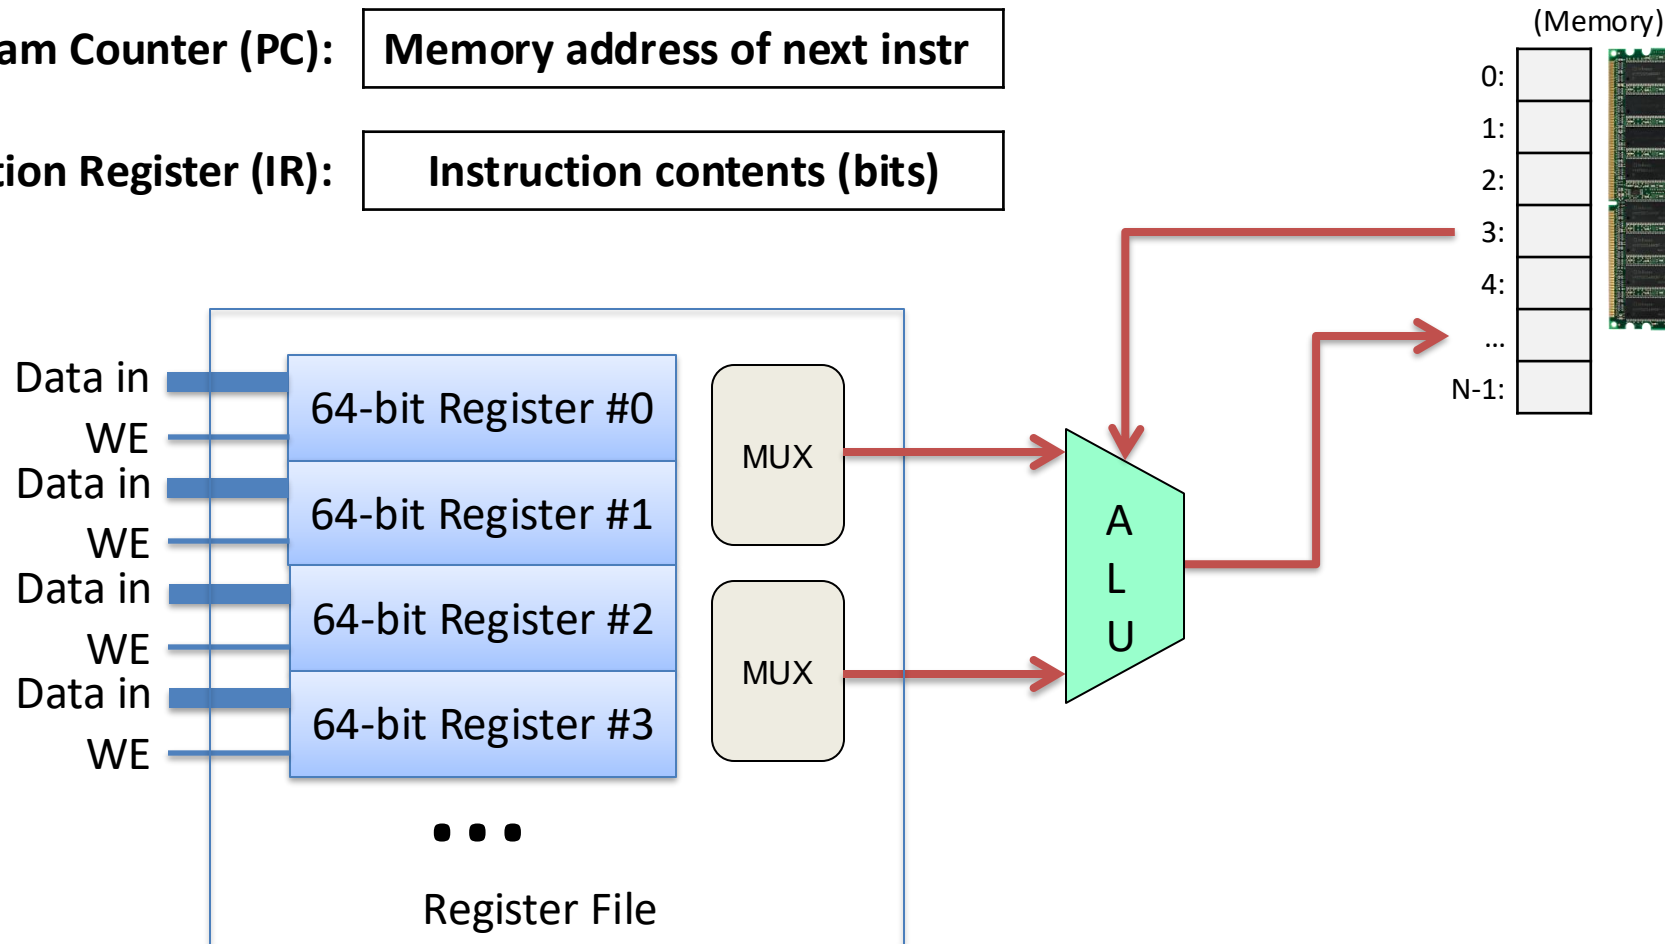 (Memory)
am Counter (PC): Memory address of next instr
tion Register (IR): Instruction contents (bits)
0:
1:
2:
3:
4:
...
N-1:
Data in
WE
Data in
WE
Data in
WE
Data in
WE
64-bit Register #0
64-bit Register #1
64-bit Register #2
64-bit Register #3
...
MUX
MUX
A
L
U
Register File